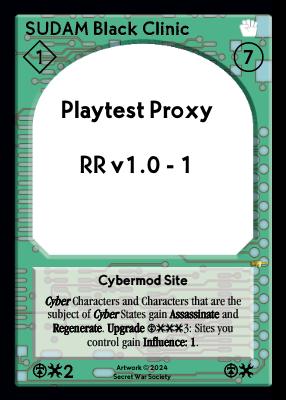 SUDAM Black Clinic
1
7
Playtest Proxy
RR v1.0 - 1
Cybermod Site
Cyber Characters and Characters that are the
subject of Cyber States gain Assassinate and
Regenerate. Upgrade 3: Sites you
control gain Influence: 1.
2
Artwork © 2024
Secret War Society